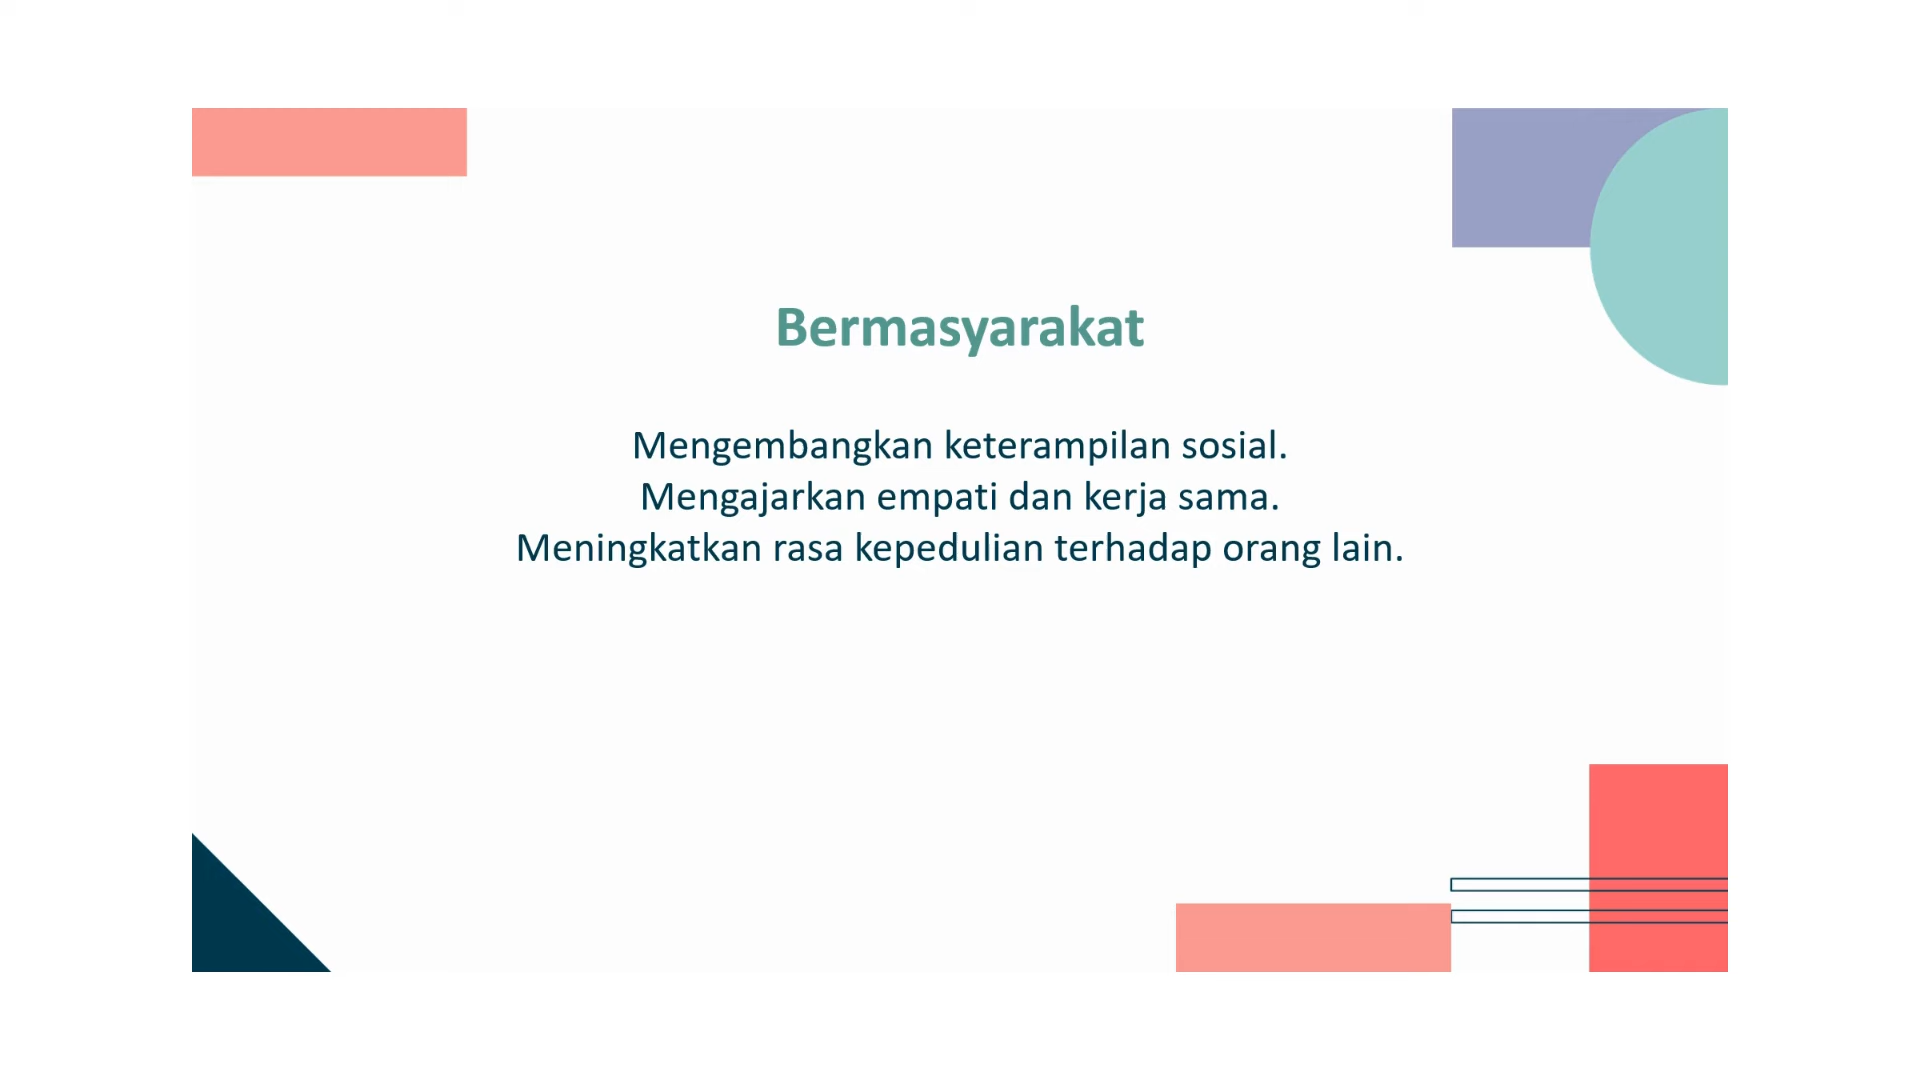 Bermasyarakat
Mengembangkan keterampilan sosial.
Mengajarkan empati dan kerja sama.
Meningkatkan rasa kepedulian terhadap orang lain.